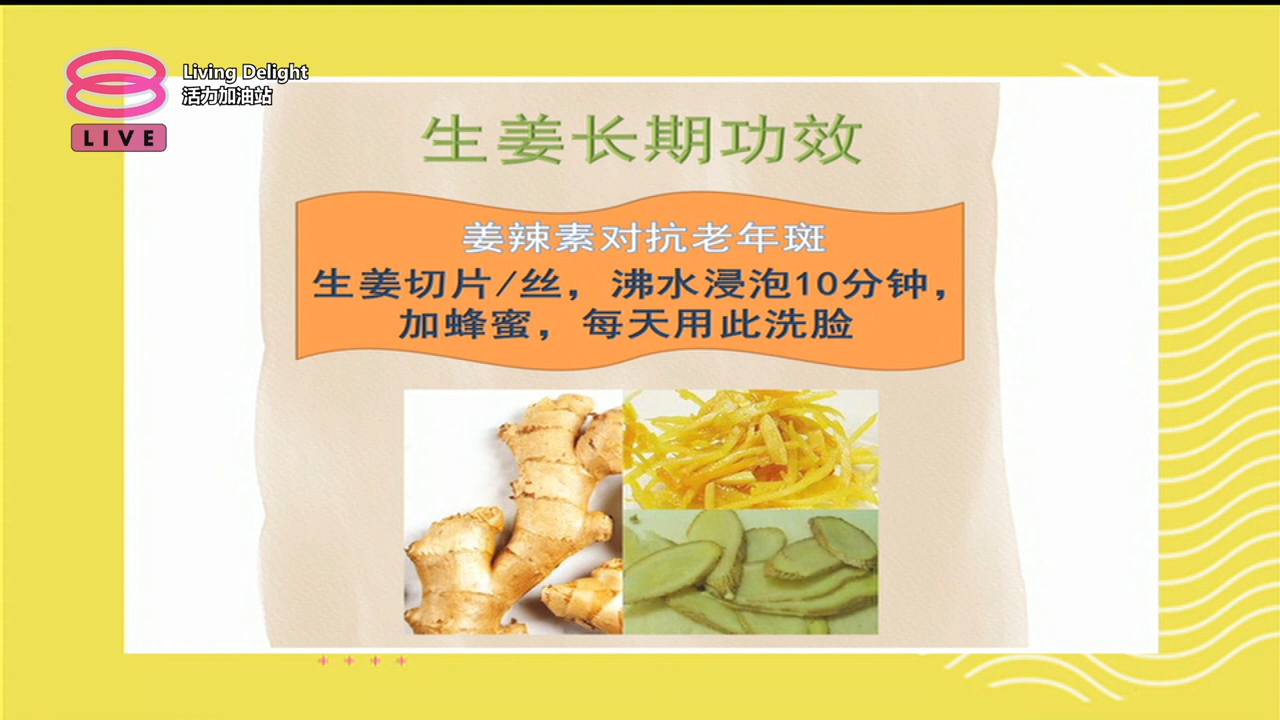 Living Delight
活力加油站
LIVE
生姜长期功效
姜辣素对抗老年斑
生姜切片/丝，沸水浸泡10分钟，
加蜂蜜，每天用此洗脸